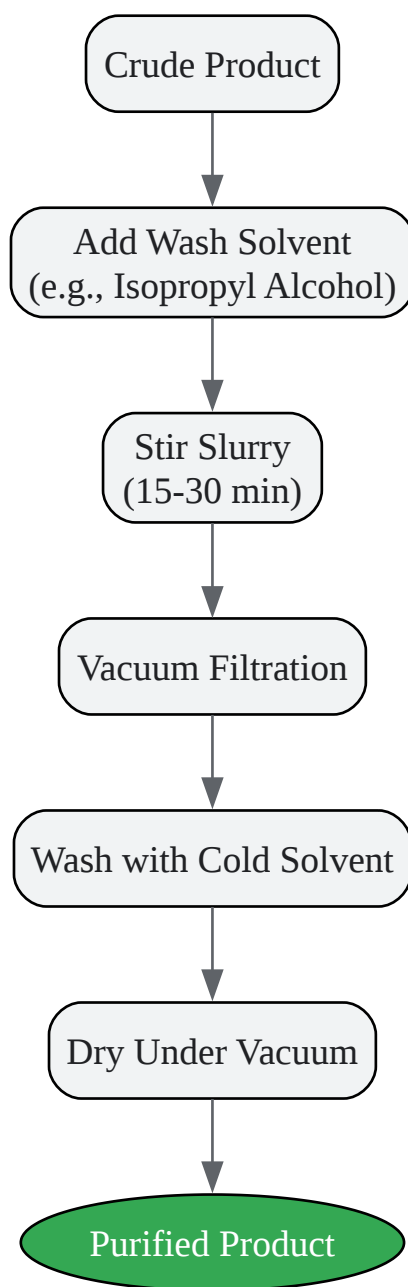 Crude Product
Add Wash Solvent
(e.g., Isopropyl Alcohol)
Stir Slurry
(15-30 min)
Vacuum Filtration
Wash with Cold Solvent
Dry Under Vacuum
Purified Product